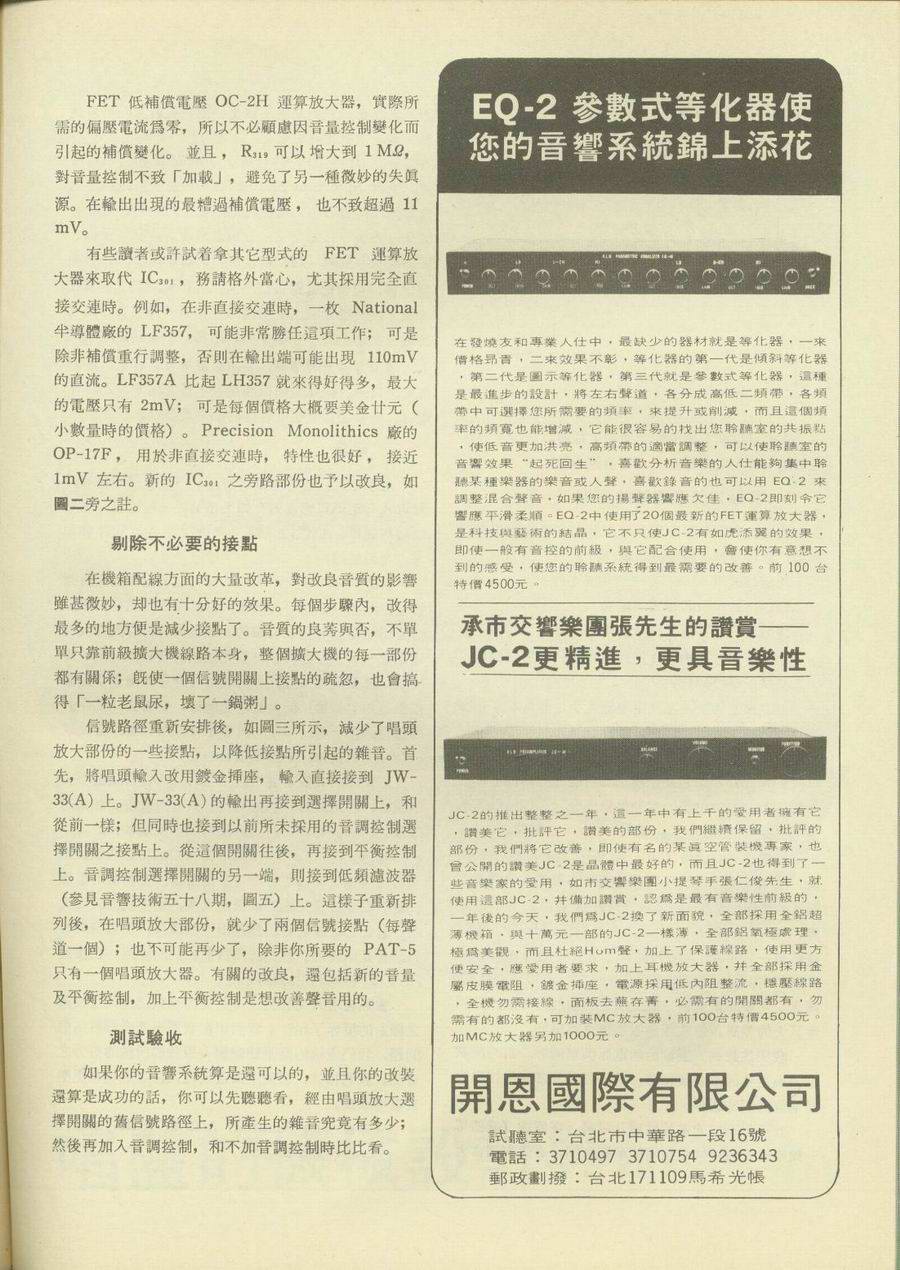 FET 低補償電壓 OC-2H 運算放大器，實際所
需的偏壓電流爲零，所以不必顧慮因音量控制變化而
引起的補償變化。並且，R₃₁₉ 可以增大到 1 MΩ，
對音量控制不致「加載」，避免了另一種微妙的失眞
源。在輸出出現的最糟過補償電壓，也不致超過 11
mV。
有些讀者或許試着拿其它型式的 FET 運算放
大器來取代 IC₃₀₁，務請格外當心，尤其採用完全直
接交連時。例如，在非直接交連時，一枚 National
半導體廠的 LF357，可能非常勝任這項工作；可是
除非補償重行調整，否則在輸出端可能出現 110mV
的直流。LF357A 比起 LH357 就來得好得多，最大
的電壓只有 2mV；可是每個價格大概要美金廿元（
小數量時的價格）。Precision Monolithics 廠的
OP-17F，用於非直接交連時，特性也很好，接近
1mV 左右。新的 IC₃₀₁ 之旁路部份也予以改良，如
圖二旁之註。
剔除不必要的接點
在機箱配線方面的大量改革，對改良音質的影響
雖甚微妙，却也有十分好的效果。每個步驟內，改得
最多的地方便是減少接點了。音質的良莠與否，不單
單只靠前級擴大機線路本身，整個擴大機的每一部份
都有關係；旣使一個信號開關上接點的疏忽，也會搞
得「一粒老鼠尿，壞了一鍋粥」。
信號路徑重新安排後，如圖三所示，減少了唱頭
放大部份的一些接點，以降低接點所引起的雜音。首
先，將唱頭輸入改用鍍金揷座，輸入直接接到 JW-
33(A) 上。JW-33(A) 的輸出再接到選擇開關上，和
從前一樣；但同時也接到以前所未採用的音調控制選
擇開關之接點上。從這個開關往後，再接到平衡控制
上。音調控制選擇開關的另一端，則接到低頻濾波器
（參見音響技術五十八期，圖五）上。這樣子重新排
列後，在唱頭放大部份，就少了兩個信號接點（每聲
道一個）；也不可能再少了，除非你所要的 PAT-5
只有一個唱頭放大器。有關的改良，還包括新的音量
及平衡控制，加上平衡控制是想改善聲音用的。
測試驗收
如果你的音響系統算是還可以的，並且你的改裝
還算是成功的話，你可以先聽聽看，經由唱頭放大選
擇開關的舊信號路徑上，所產生的雜音究竟有多少；
然後再加入音調控制，和不加音調控制時比比看。
EQ-2 參數式等化器使
您的音響系統錦上添花
在發燒友和專業人仕中，最缺少的器材就是等化器，一來
價格昂青，二來效果不彰，等化器的第一代是傾斜等化器
，第二代是圖示等化器，第三代就是參數式等化器，這種
是最進步的設計，將左右聲道，各分成高低二頻帶，各頻
帶中可選擇您所需要的頻率，來提升或削減，而且這個頻
率的頻寬也能增減，它能很容易的找出您聆聽室的共振點
，使低音更加洪亮，高頻帶的適當調整，可以使聆聽室的
音響效果“起死回生”，喜歡分析音樂的人仕能夠集中聆
聽某種樂器的樂音或人聲，喜歡錄音的也可以用 EQ-2 來
調整混合聲音，如果您的揚聲器響應欠佳，EQ-2即刻令它
響應平滑柔順。EQ-2中使用了20個最新的FET運算放大器，
是科技與藝術的結晶，它不只使JC-2有如虎添翼的效果，
即使一般有音控的前級，與它配合使用，會使你有意想不
到的感受，使您的聆聽系統得到最需要的改善。前 100 台
特價4500元。
承市交響樂團張先生的讚賞——
JC-2更精進，更具音樂性
JC-2的推出整整之一年，這一年中有上千的愛用者擁有它
，讚美它，批評它，讚美的部份，我們繼續保留，批評的
部份，我們將它改善，即使有名的某眞空管裝機專家，也
曾公開的讚美JC-2是晶體中最好的，而且JC-2也得到了一
些音樂家的愛用，如市交響樂團小提琴手張仁俊先生，就
使用這部JC-2，并備加讚賞，認爲是最有音樂性前級的，
一年後的今天，我們爲JC-2換了新面貌，全部採用全鋁超
薄機箱，與十萬元一部的JC-2一樣薄，全部鋁氧極處理，
極爲美觀，而且杜絕Hum聲，加上了保護線路，使用更方
便安全，應愛用者要求，加上耳機放大器，幷全部採用金
屬皮膜電阻，鍍金揷座，電源採用低內阻整流，穩壓線路
，全機勿需接線，面板去蕪存菁，必需有的開關都有，勿
需有的都沒有，可加裝MC放大器，前100台特價4500元。
加MC放大器另加1000元。
開恩國際有限公司
試聽室：台北市中華路一段16號
電話：3710497 3710754 9236343
郵政劃撥：台北171109馬希光帳